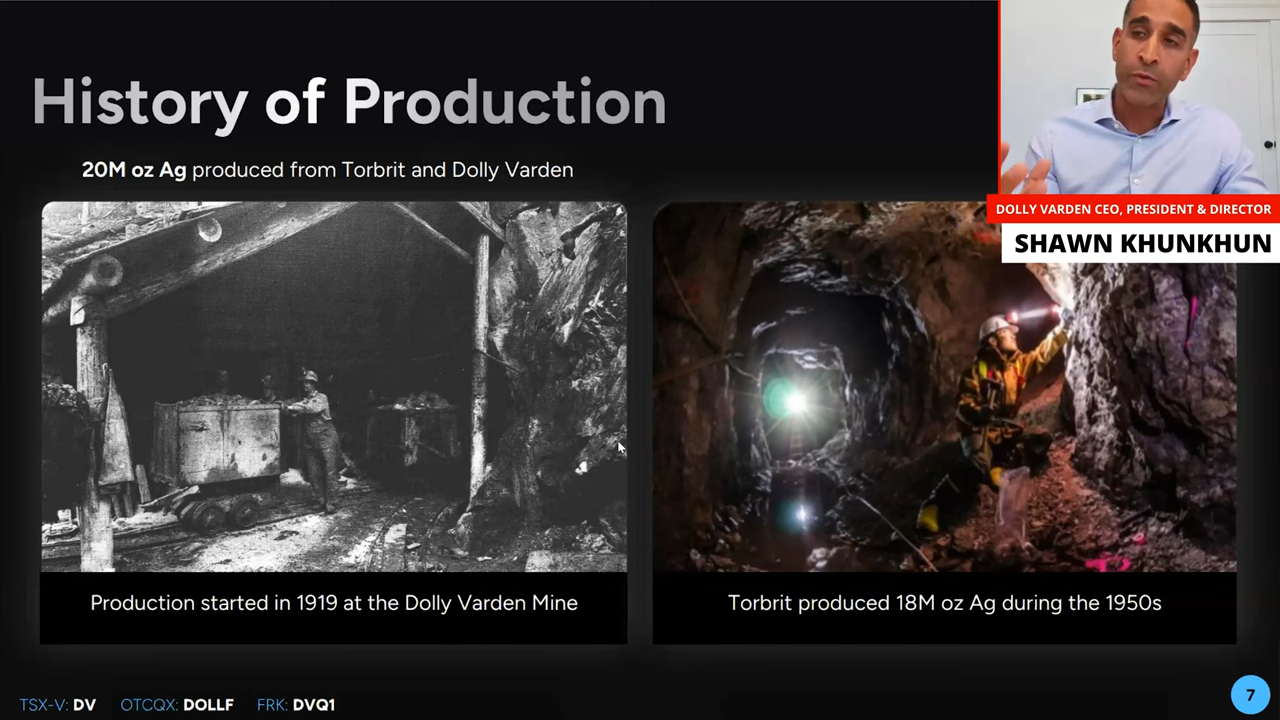 History of Production
20M oz Ag produced from Torbrit and Dolly Varden
DOLLY VARDEN CEO, PRESIDENT & DIRECTOR
SHAWN KHUNKHUN
Production started in 1919 at the Dolly Varden Mine
Torbrit produced 18M oz Ag during the 1950s
TSX-V: DV OTCQX: DOLLF FRK: DVQ1
7